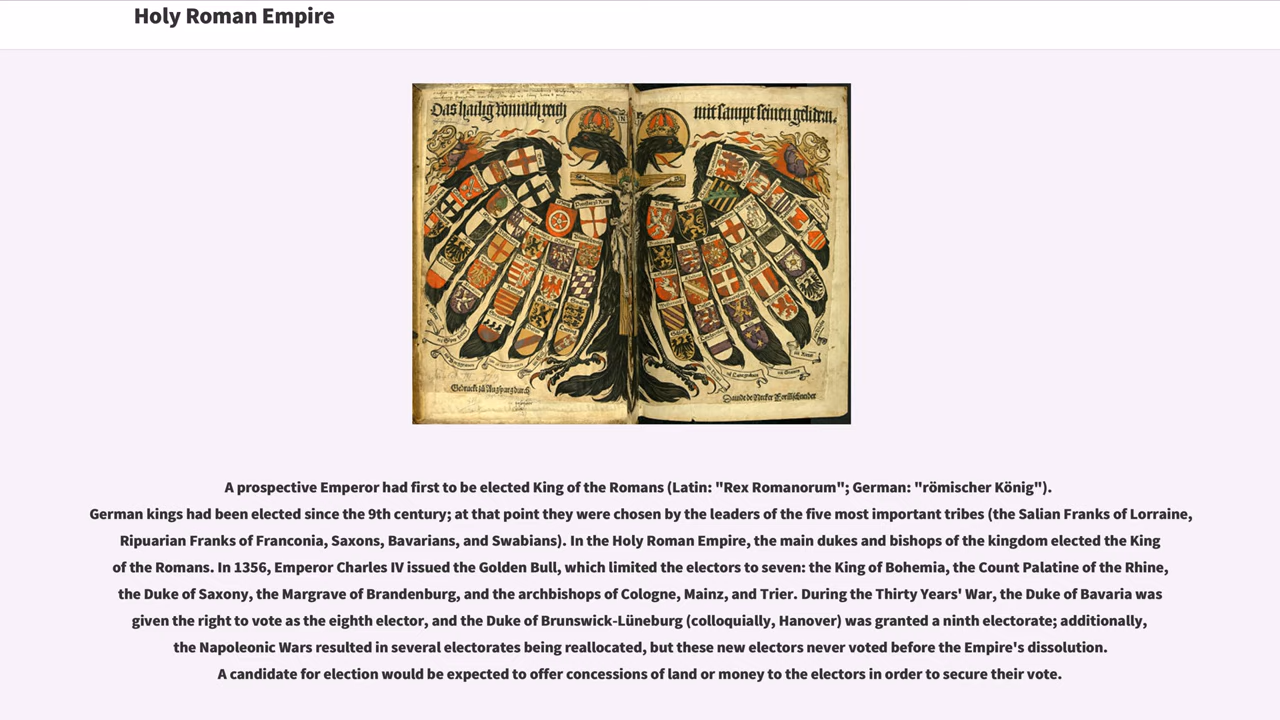 Holy Roman Empire
Das hailig Römisch reich mit sampt seinen gelidern.
A prospective Emperor had first to be elected King of the Romans (Latin: "Rex Romanorum"; German: "römischer König").
German kings had been elected since the 9th century; at that point they were chosen by the leaders of the five most important tribes (the Salian Franks of Lorraine,
Ripuarian Franks of Franconia, Saxons, Bavarians, and Swabians). In the Holy Roman Empire, the main dukes and bishops of the kingdom elected the King
of the Romans. In 1356, Emperor Charles IV issued the Golden Bull, which limited the electors to seven: the King of Bohemia, the Count Palatine of the Rhine,
the Duke of Saxony, the Margrave of Brandenburg, and the archbishops of Cologne, Mainz, and Trier. During the Thirty Years' War, the Duke of Bavaria was
given the right to vote as the eighth elector, and the Duke of Brunswick-Lüneburg (colloquially, Hanover) was granted a ninth electorate; additionally,
the Napoleonic Wars resulted in several electorates being reallocated, but these new electors never voted before the Empire's dissolution.
A candidate for election would be expected to offer concessions of land or money to the electors in order to secure their vote.